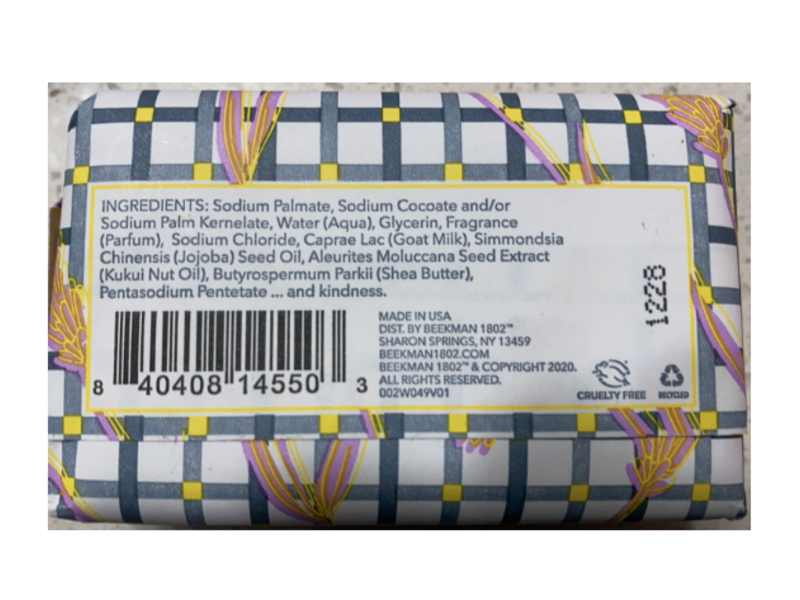 INGREDIENTS: Sodium Palmate, Sodium Cocoate and/or
Sodium Palm Kernelate, Water (Aqua), Glycerin, Fragrance
(Parfum), Sodium Chloride, Caprae Lac (Goat Milk), Simmondsia
Chinensis (Jojoba) Seed Oil, Aleurites Moluccana Seed Extract
(Kukui Nut Oil), Butyrospermum Parkii (Shea Butter),
Pentasodium Pentetate ... and kindness.
1228
8 40408 14550 3
MADE IN USA
DIST. BY BEEKMAN 1802™
SHARON SPRINGS, NY 13459
BEEKMAN1802.COM
BEEKMAN 1802™ & COPYRIGHT 2020.
ALL RIGHTS RESERVED.
002W049V01
CRUELTY FREE
RECYCLED